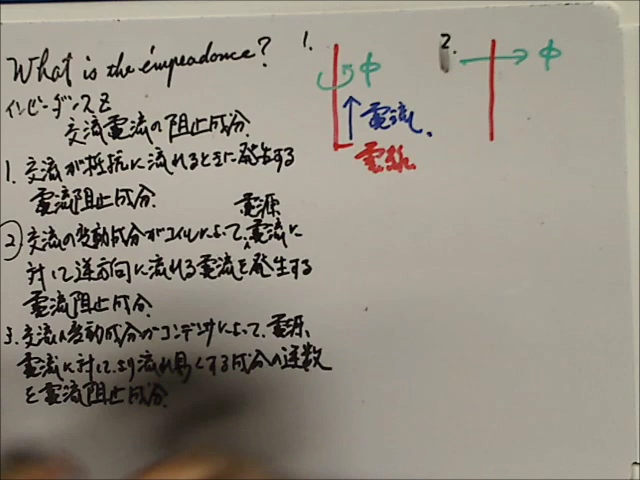 What is the impeadance?
インピーダンスZ
交流電流の阻止成分.
1. 交流が抵抗に流れるときに発生する
電流阻止成分.
電源
② 交流の変動成分がコイルによって、電流に
対して逆方向に流れる電流を発生する
電流阻止成分.
3. 交流の変動成分がコンデンサによって、電源、
電流に対して、より流れ易くする成分の逆数
を電流阻止成分.
1.
φ
電流.
電線.
2.
φ